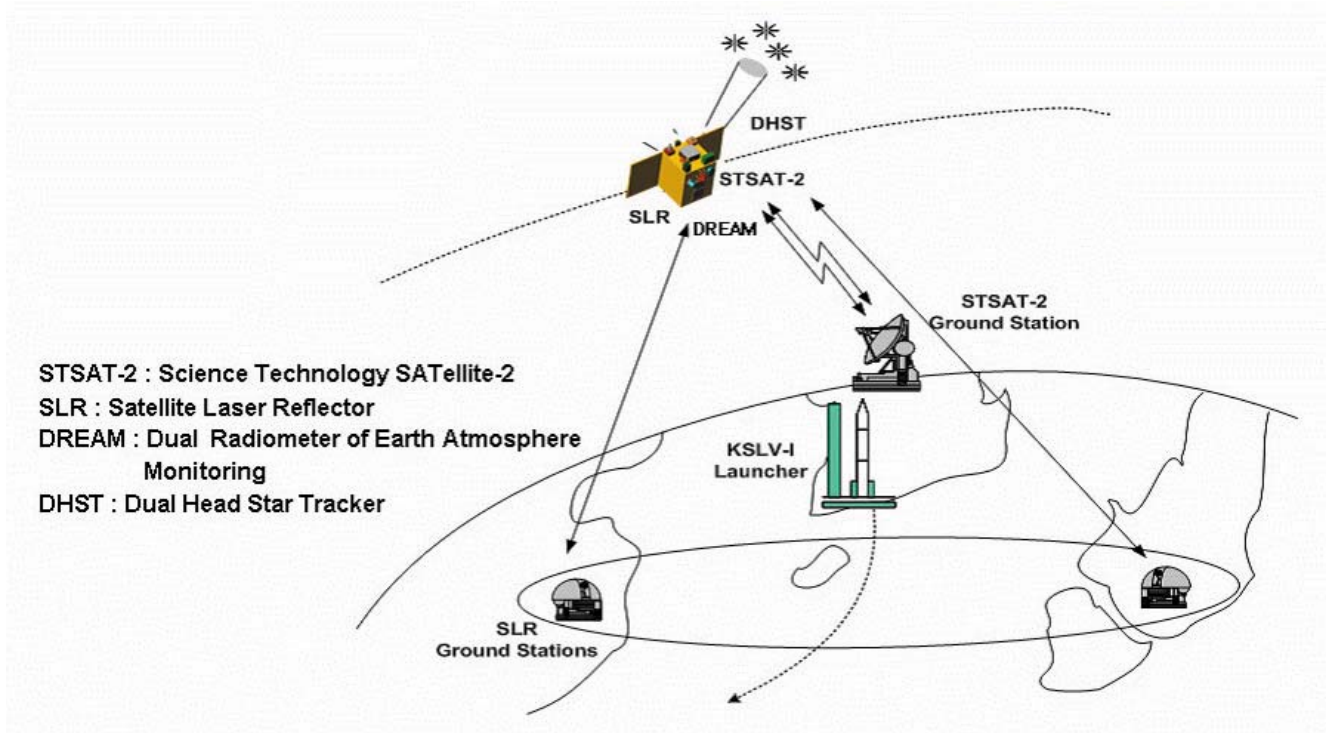 DHST
STSAT-2
SLR
DREAM
STSAT-2
Ground Station
STSAT-2 : Science Technology SATellite-2
SLR : Satellite Laser Reflector
DREAM : Dual Radiometer of Earth Atmosphere
Monitoring
DHST : Dual Head Star Tracker
KSLV-I
Launcher
SLR
Ground Stations